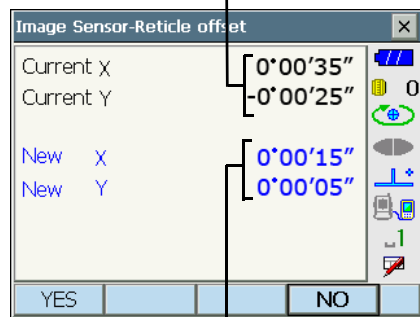 Image Sensor-Reticle offset
Current X 0°00'35"
Current Y -0°00'25"
New X 0°00'15"
New Y 0°00'05"
0
1
YES NO